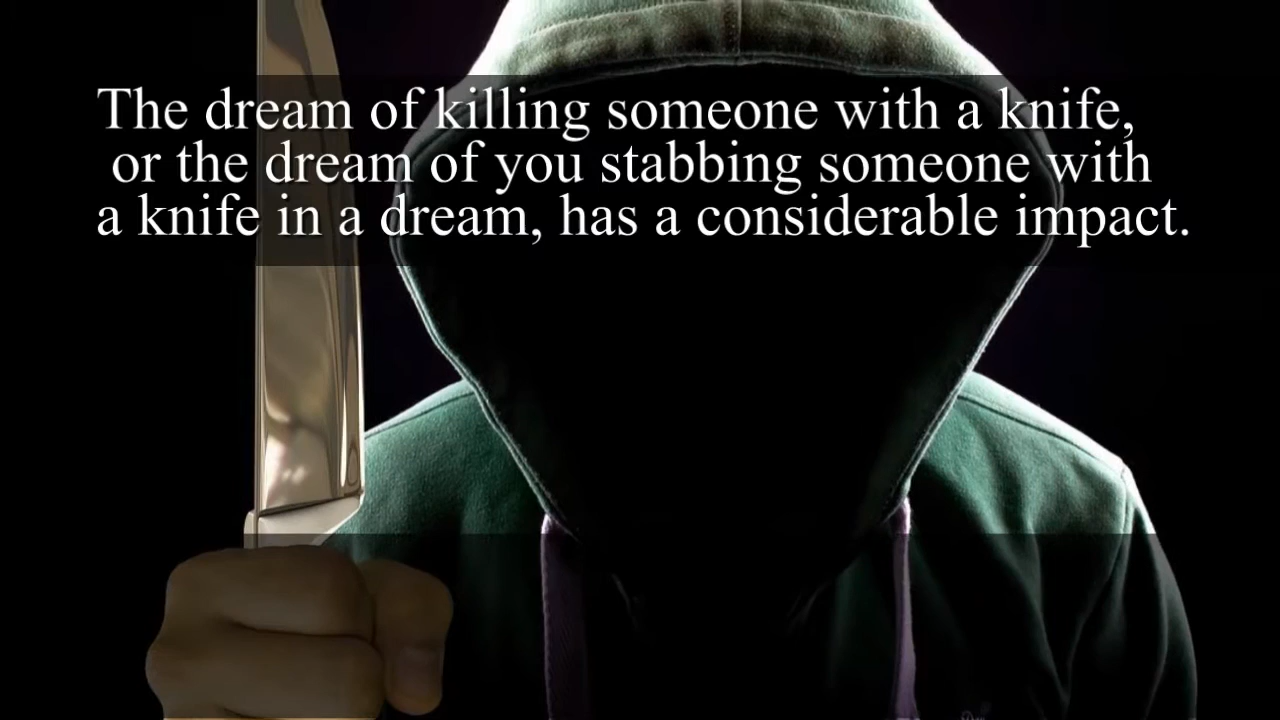 The dream of killing someone with a knife,
or the dream of you stabbing someone with
a knife in a dream, has a considerable impact.